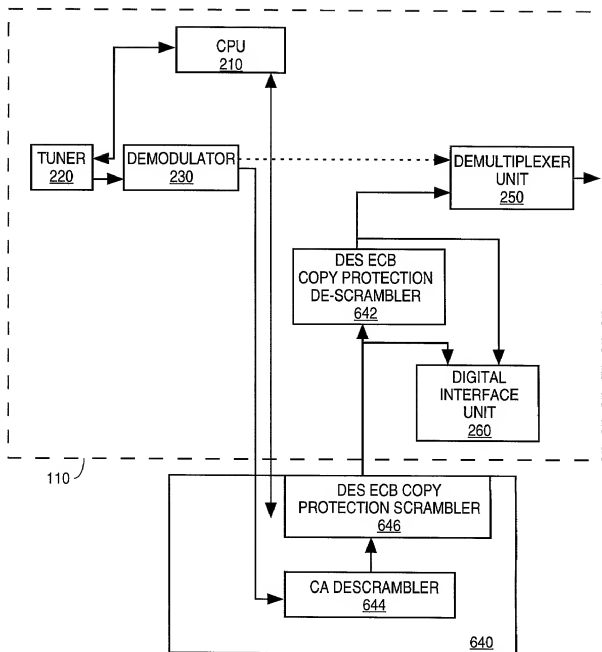 CPU
210
TUNER
220
DEMODULATOR
230
DEMULTIPLEXER
UNIT
250
DES ECB
COPY PROTECTION
DE-SCRAMBLER
642
DIGITAL
INTERFACE
UNIT
260
110
DES ECB COPY
PROTECTION SCRAMBLER
646
CA DESCRAMBLER
644
640